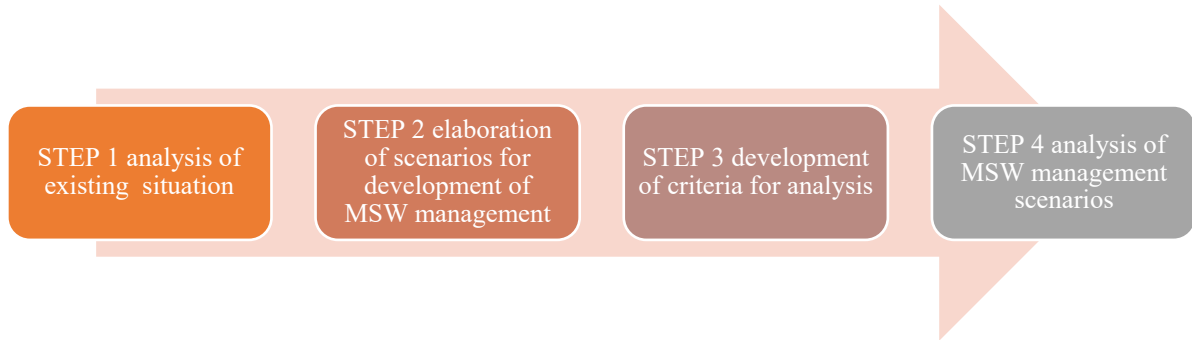 STEP 1 analysis of
existing situation
STEP 2 elaboration
of scenarios for
development of
MSW management
STEP 3 development
of criteria for analysis
STEP 4 analysis of
MSW management
scenarios